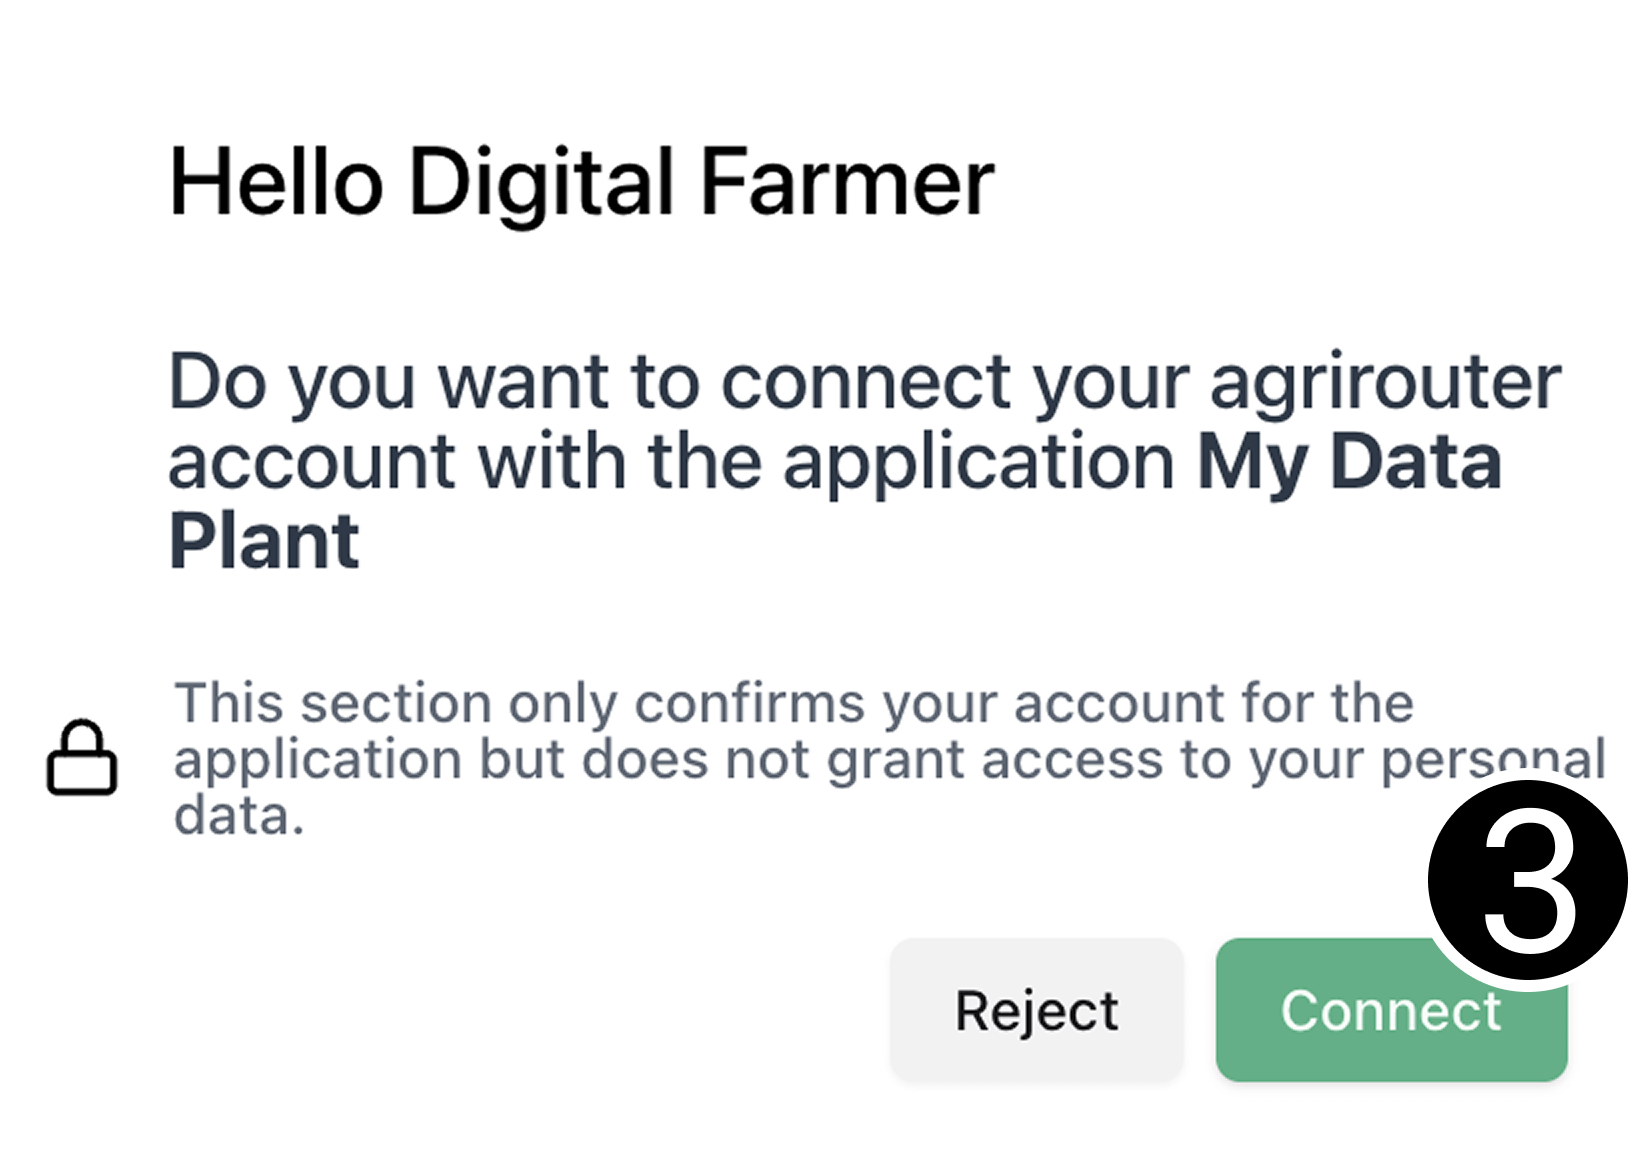 Hello Digital Farmer
Do you want to connect your agrirouter
account with the application My Data
Plant
This section only confirms your account for the
application but does not grant access to your personal
data.
3
Reject
Connect